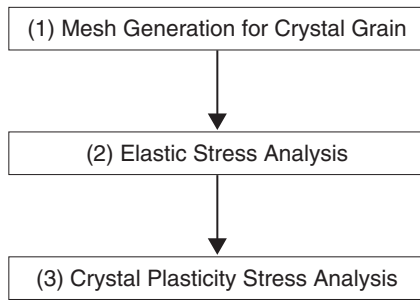 (1) Mesh Generation for Crystal Grain
(2) Elastic Stress Analysis
(3) Crystal Plasticity Stress Analysis